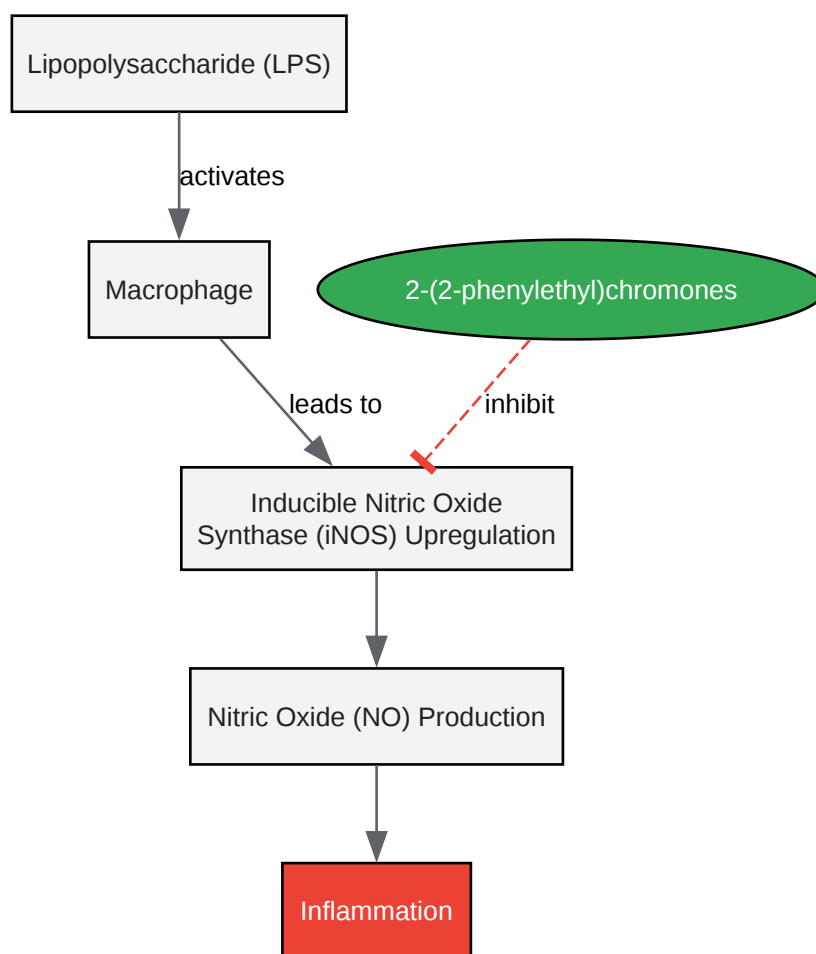 Lipopolysaccharide (LPS)
activates
Macrophage
2-(2-phenylethyl)chromones
leads to
inhibit
Inducible Nitric Oxide
Synthase (iNOS) Upregulation
Nitric Oxide (NO) Production
Inflammation